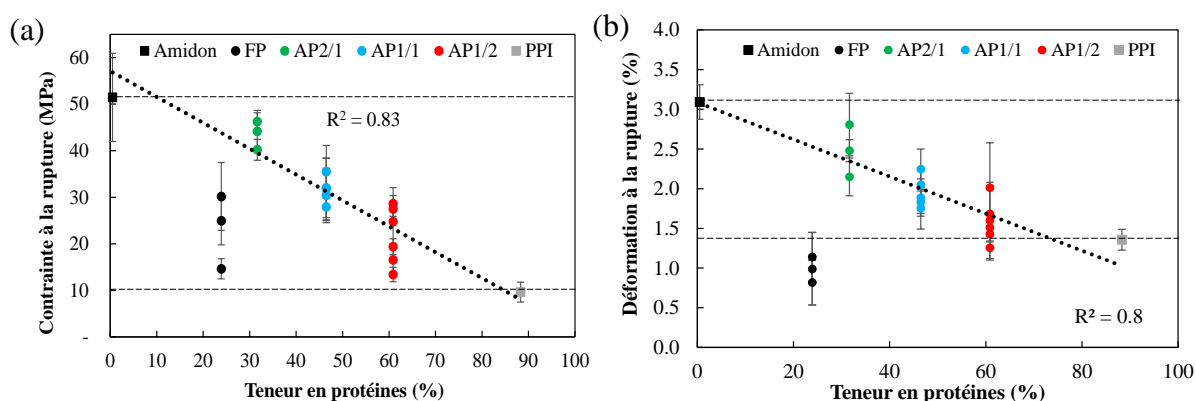 (a)
Amidon FP AP2/1 AP1/1 AP1/2 PPI
Contrainte à la rupture (MPa)
60
50
40
30
20
10
-
R² = 0.83
0 10 20 30 40 50 60 70 80 90 100
Teneur en protéines (%)
(b)
Amidon FP AP2/1 AP1/1 AP1/2 PPI
Déformation à la rupture (%)
4.0
3.5
3.0
2.5
2.0
1.5
1.0
0.5
0.0
R² = 0.8
0 20 40 60 80 100
Teneur en protéines (%)